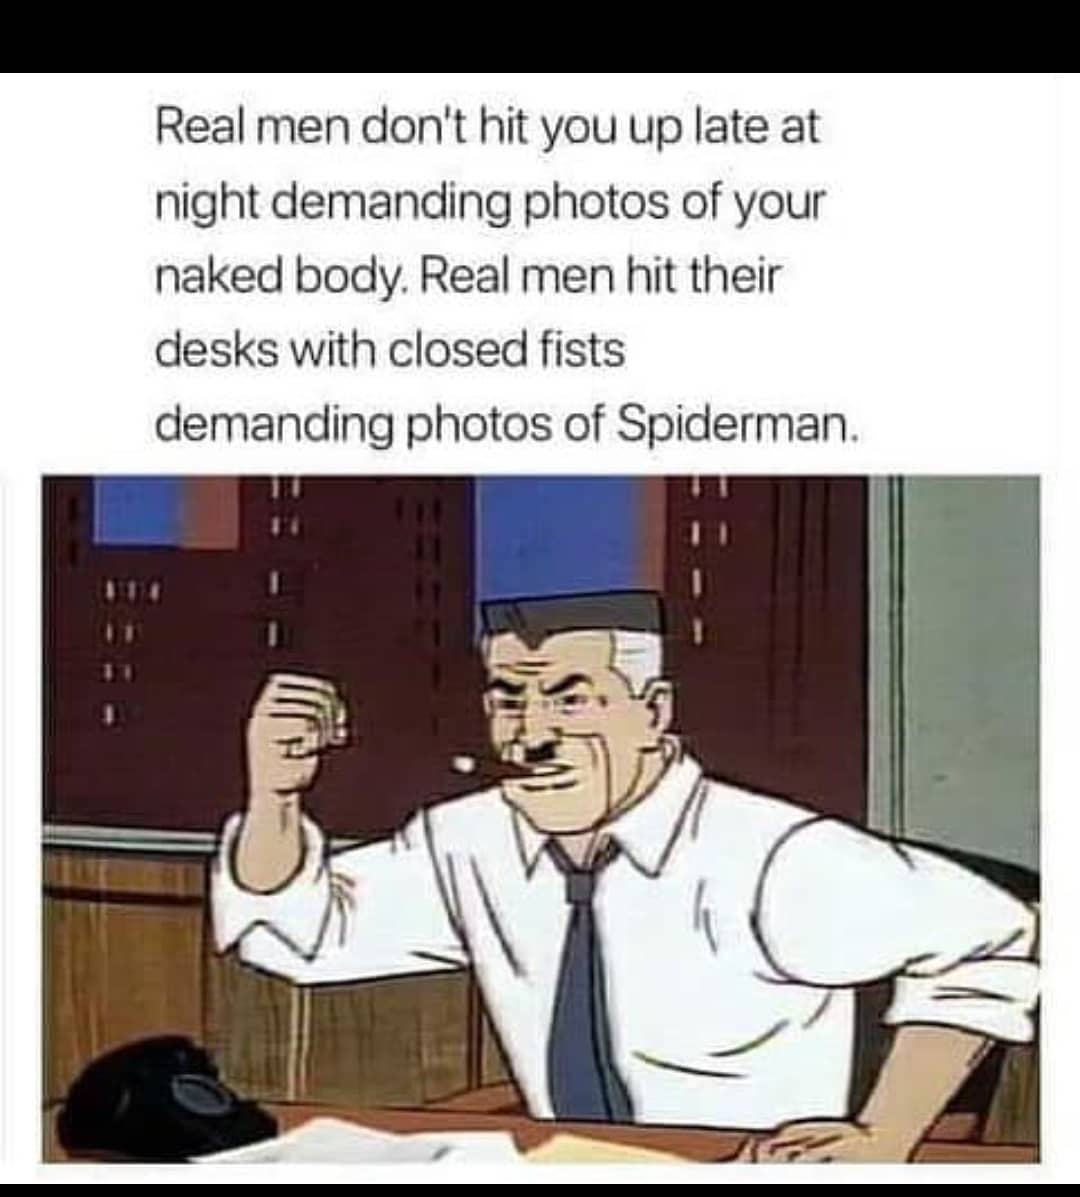 Real men don't hit you up late at
night demanding photos of your
naked body. Real men hit their
desks with closed fists
demanding photos of Spiderman.